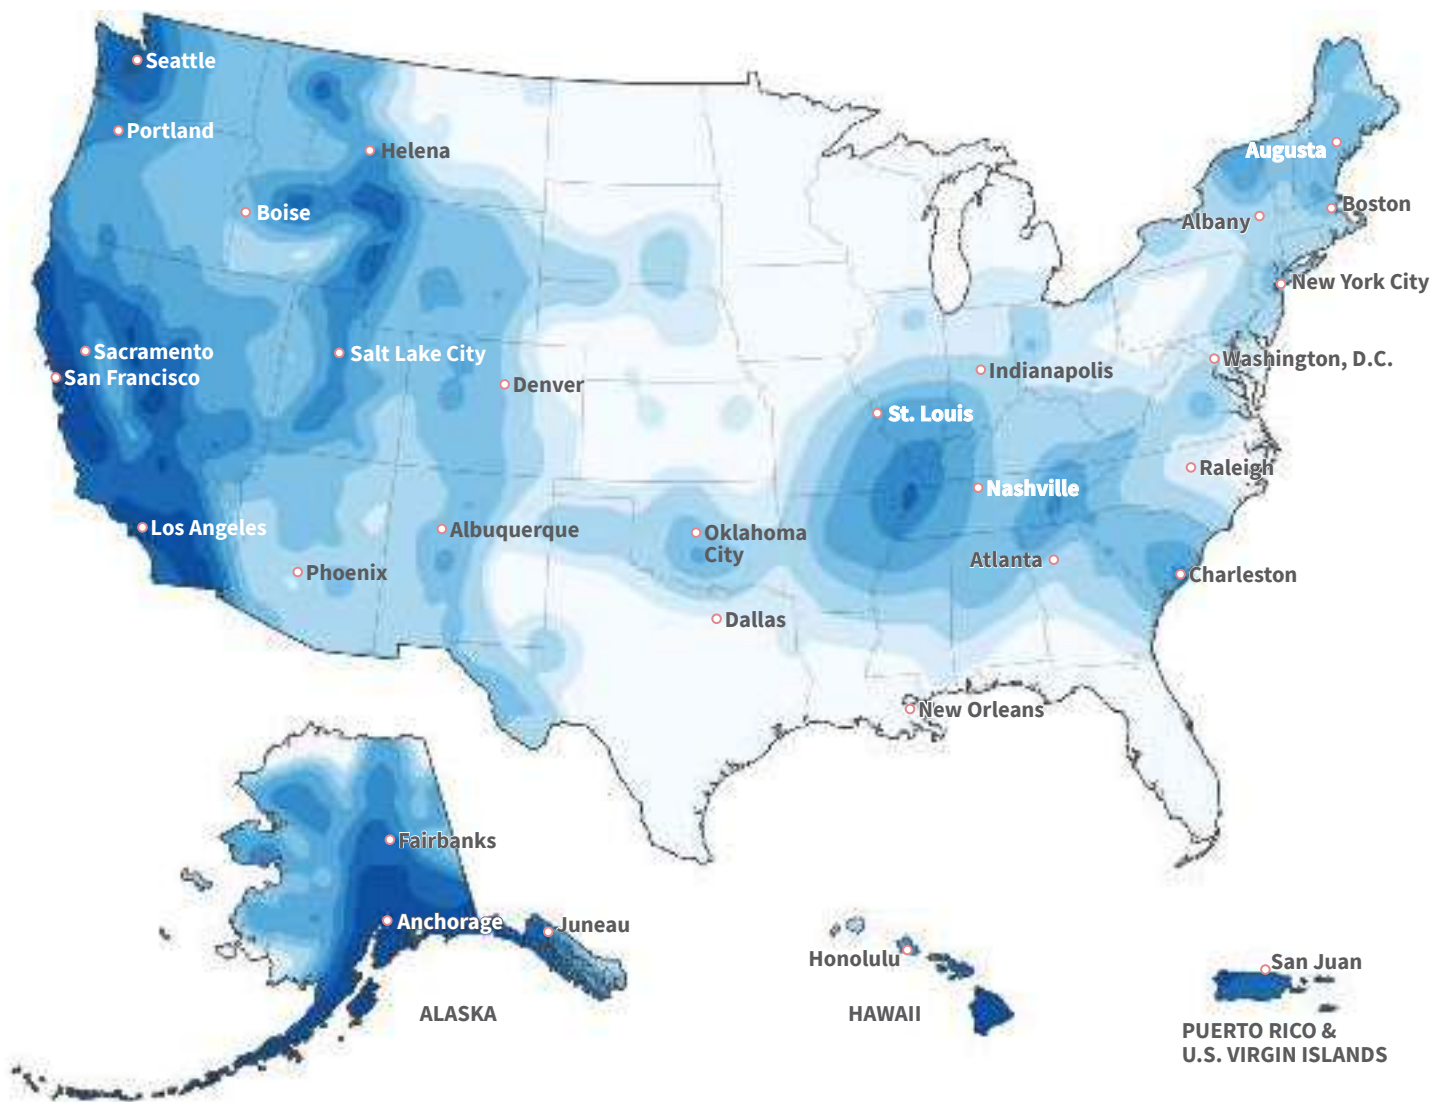 Seattle
Portland
Helena
Augusta
Boise
Boston
Albany
New York City
Sacramento
Salt Lake City
Washington, D.C.
San Francisco
Denver
Indianapolis
St. Louis
Raleigh
Nashville
Los Angeles
Albuquerque
Oklahoma
City
Atlanta
Phoenix
Charleston
Dallas
New Orleans
Fairbanks
Anchorage
Juneau
Honolulu
San Juan
ALASKA
HAWAII
PUERTO RICO &
U.S. VIRGIN ISLANDS